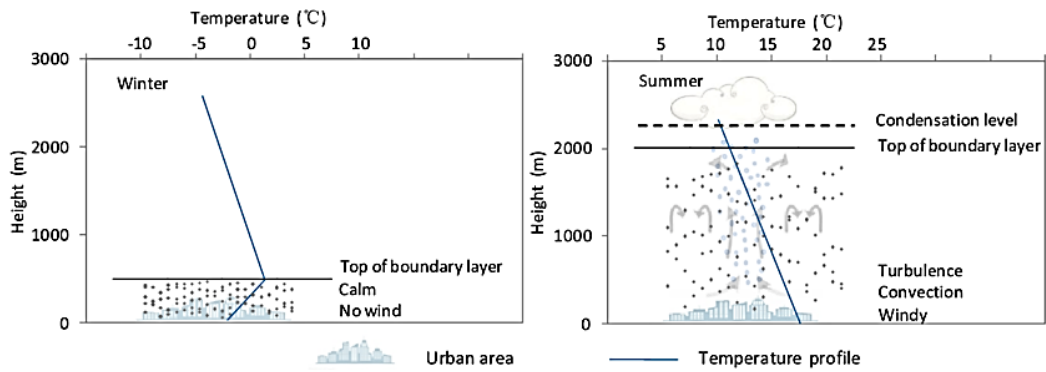 Temperature (℃)
-10 -5 0 5 10
3000
2000
1000
0
Height (m)
Winter
Top of boundary layer
Calm
No wind
Urban area
Temperature (℃)
5 10 15 20 25
3000
2000
1000
0
Height (m)
Summer
Condensation level
Top of boundary layer
Turbulence
Convection
Windy
Temperature profile